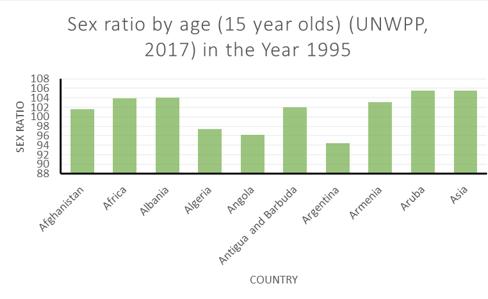 Sex ratio by age (15 year olds) (UNWPP,
2017) in the Year 1995
108
106
104
102
100
98
96
94
92
90
88
SEX RATIO
Afghanistan
Africa
Albania
Algeria
Angola
Antigua and Barbuda
Argentina
Armenia
Aruba
Asia
COUNTRY